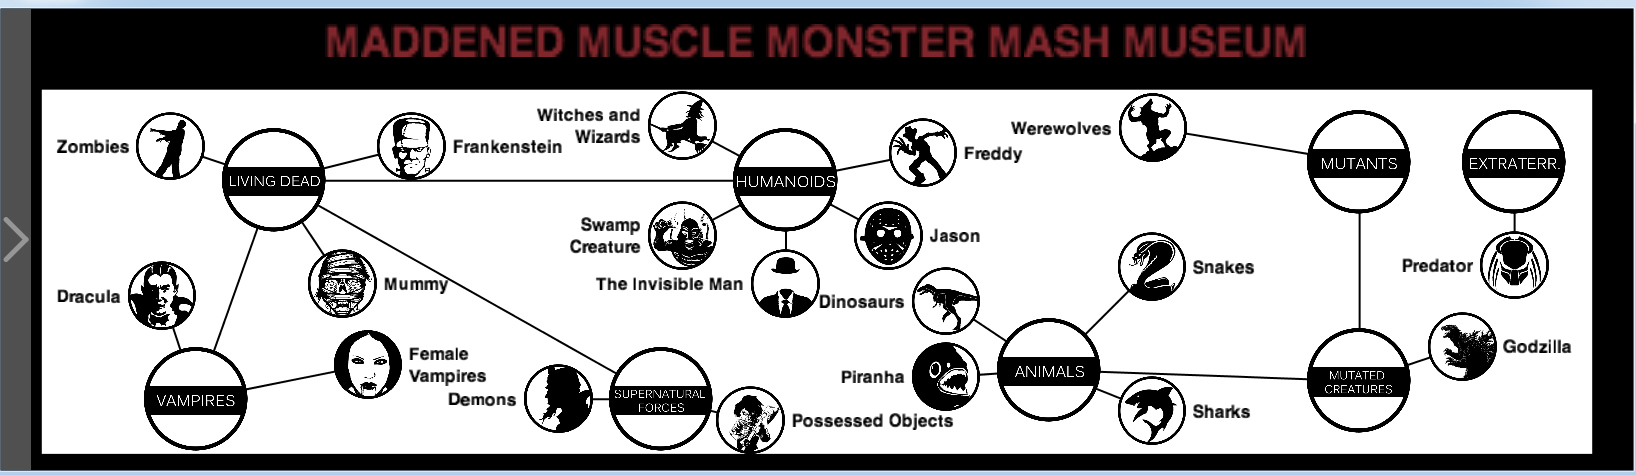 MADDENED MUSCLE MONSTER MASH MUSEUM
Zombies
LIVING DEAD
Frankenstein
Witches and
Wizards
HUMANOIDS
Freddy
Werewolves
MUTANTS
EXTRATERR.
Swamp
Creature
Jason
The Invisible Man
Dracula
Mummy
Dinosaurs
Snakes
Predator
Female
Vampires
VAMPIRES
Demons
SUPERNATURAL
FORCES
Possessed Objects
Piranha
ANIMALS
Sharks
MUTATED
CREATURES
Godzilla